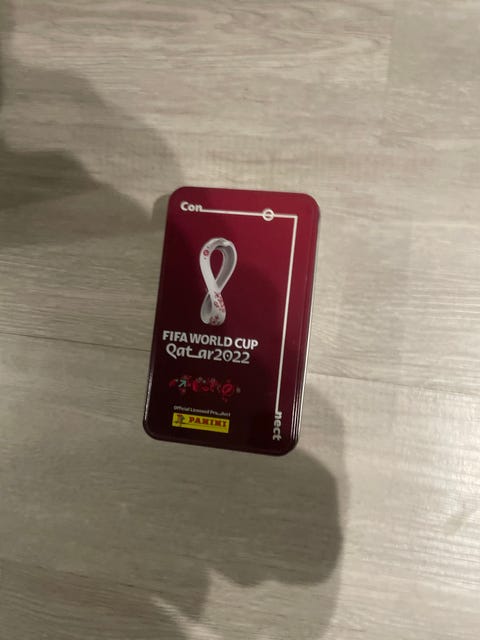 Con
nect
FIFA WORLD CUP
Qatar2022
Official Licensed Product
PANINI